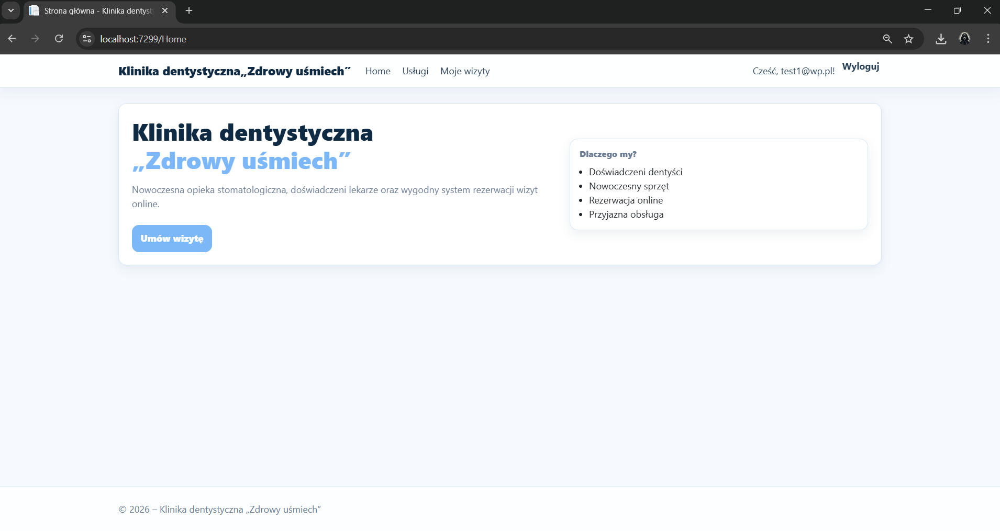 Strona główna - Klinika dentyst
localhost:7299/Home
Klinika dentystyczna„Zdrowy uśmiech” Home Usługi Moje wizyty Cześć, test1@wp.pl! Wyloguj
Klinika dentystyczna
„Zdrowy uśmiech”
Nowoczesna opieka stomatologiczna, doświadczeni lekarze oraz wygodny system rezerwacji wizyt
online.
Umów wizytę
Dlaczego my?
• Doświadczeni dentyści
• Nowoczesny sprzęt
• Rezerwacja online
• Przyjazna obsługa
© 2026 – Klinika dentystyczna „Zdrowy uśmiech”